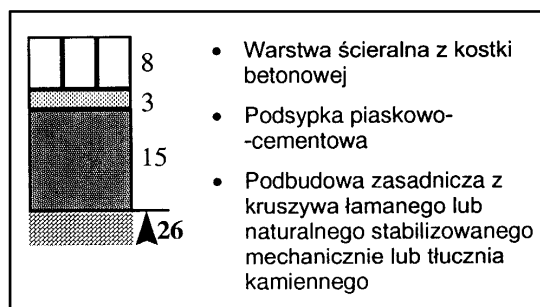 8
3
15
26
• Warstwa ścieralna z kostki
betonowej
• Podsypka piaskowo-
-cementowa
• Podbudowa zasadnicza z
kruszywa łamanego lub
naturalnego stabilizowanego
mechanicznie lub tłucznia
kamiennego